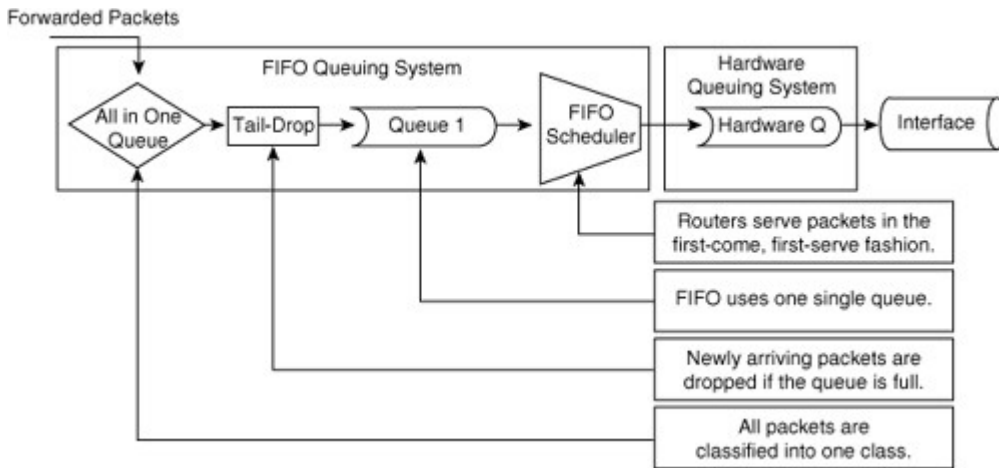 Forwarded Packets
FIFO Queuing System
Hardware
Queuing System
All in One
Queue
Tail-Drop
Queue 1
FIFO
Scheduler
Hardware Q
Interface
Routers serve packets in the
first-come, first-serve fashion.
FIFO uses one single queue.
Newly arriving packets are
dropped if the queue is full.
All packets are
classified into one class.